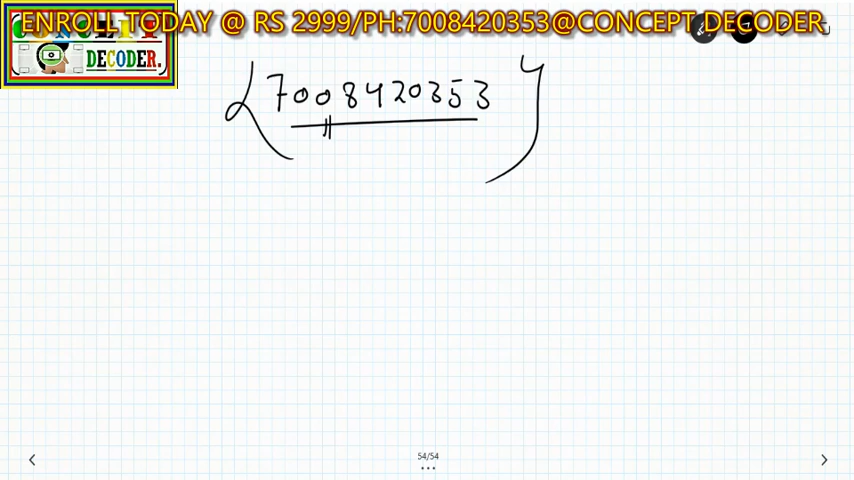 ENROLL TODAY @ RS 2999/PH:7008420353@CONCEPT DECODER.
DECODER.
7008420353
54/54